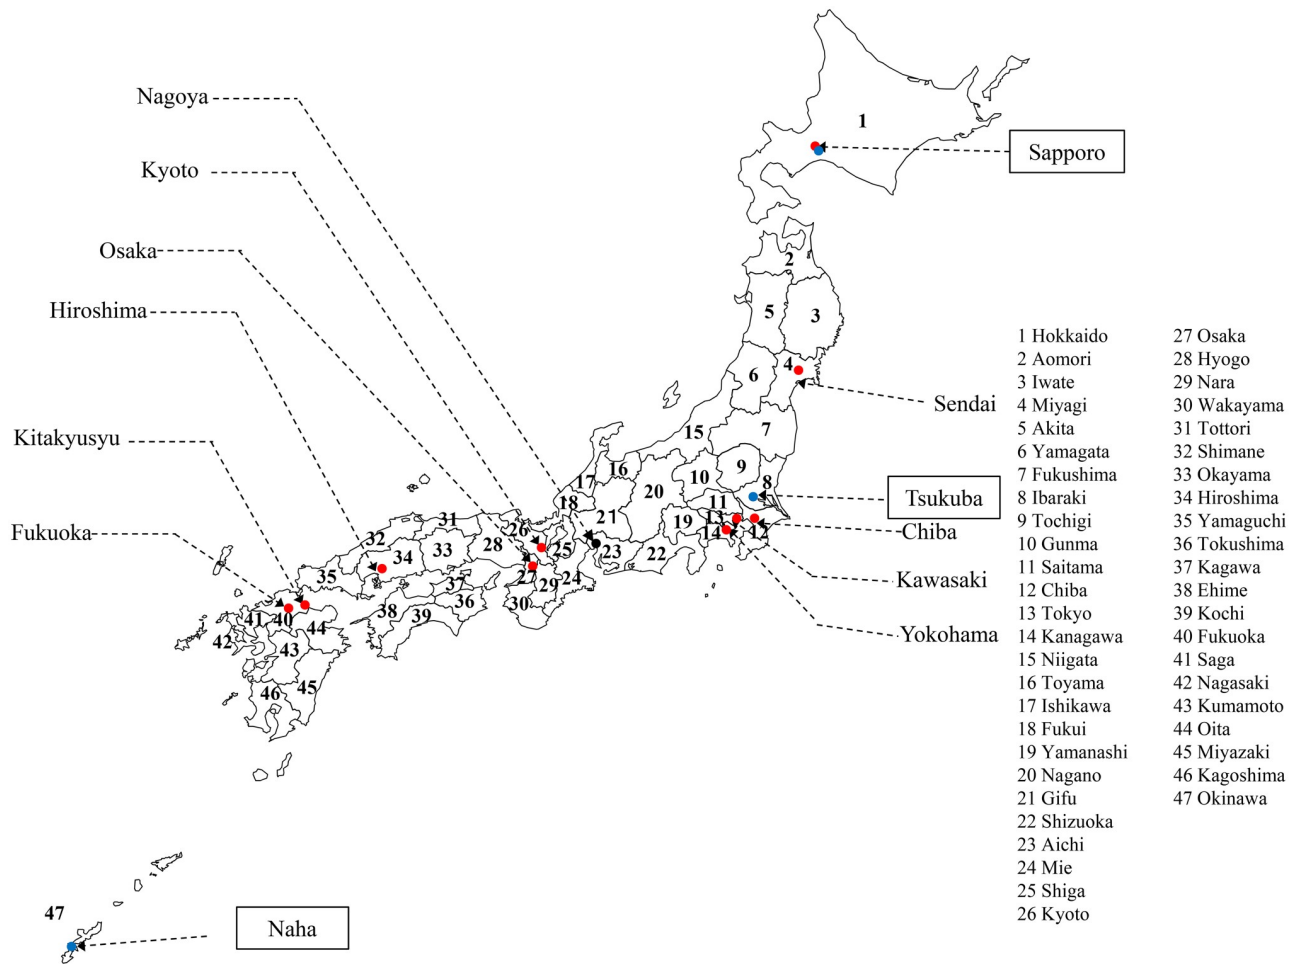 Nagoya
Kyoto
Osaka
Hiroshima
Kitakyusyu
Fukuoka
Sapporo
Sendai
Tsukuba
Chiba
Kawasaki
Yokohama
Naha
1
2
5
3
4
6
7
15
9
8
10
16
17
20
18
11
13
12
14
19
21
22
23
25
24
26
27
28
29
30
31
32
33
34
35
36
37
38
39
40
41
42
43
44
45
46
47
1 Hokkaido
2 Aomori
3 Iwate
4 Miyagi
5 Akita
6 Yamagata
7 Fukushima
8 Ibaraki
9 Tochigi
10 Gunma
11 Saitama
12 Chiba
13 Tokyo
14 Kanagawa
15 Niigata
16 Toyama
17 Ishikawa
18 Fukui
19 Yamanashi
20 Nagano
21 Gifu
22 Shizuoka
23 Aichi
24 Mie
25 Shiga
26 Kyoto
27 Osaka
28 Hyogo
29 Nara
30 Wakayama
31 Tottori
32 Shimane
33 Okayama
34 Hiroshima
35 Yamaguchi
36 Tokushima
37 Kagawa
38 Ehime
39 Kochi
40 Fukuoka
41 Saga
42 Nagasaki
43 Kumamoto
44 Oita
45 Miyazaki
46 Kagoshima
47 Okinawa